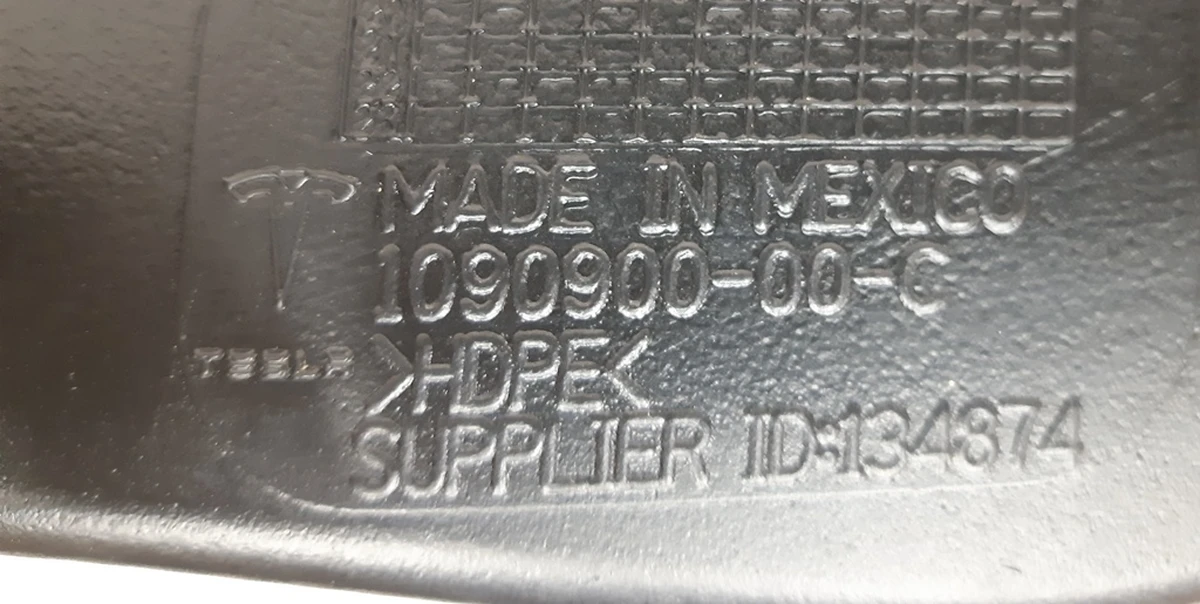 MADE IN MEXICO
1090900-00-C
TESLA
>HDPE<
SUPPLIER ID:134874